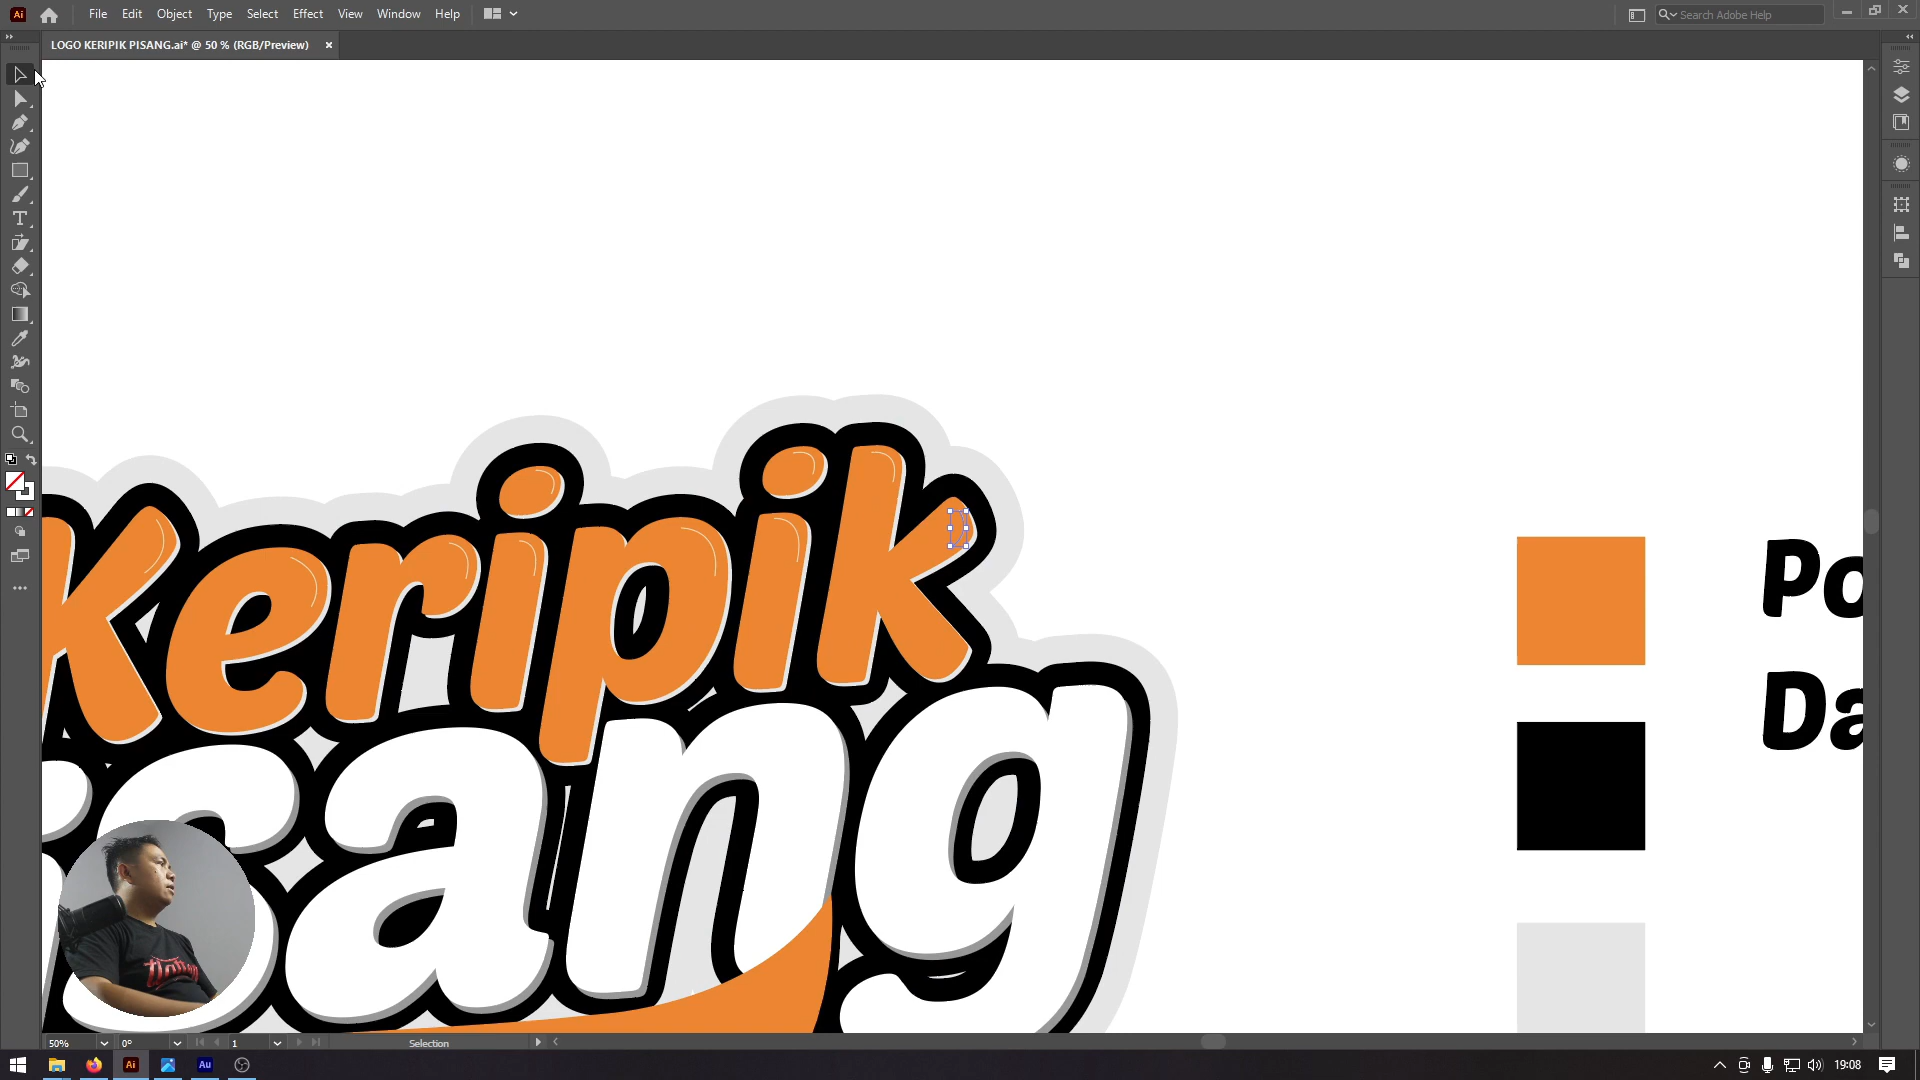 Ai
File Edit Object Type Select Effect View Window Help
Search Adobe Help
LOGO KERIPIK PISANG.ai* @ 50 % (RGB/Preview) ×
Keripik
sang
Po
Da
50% 0° 1 Selection
Ai Au 19:08